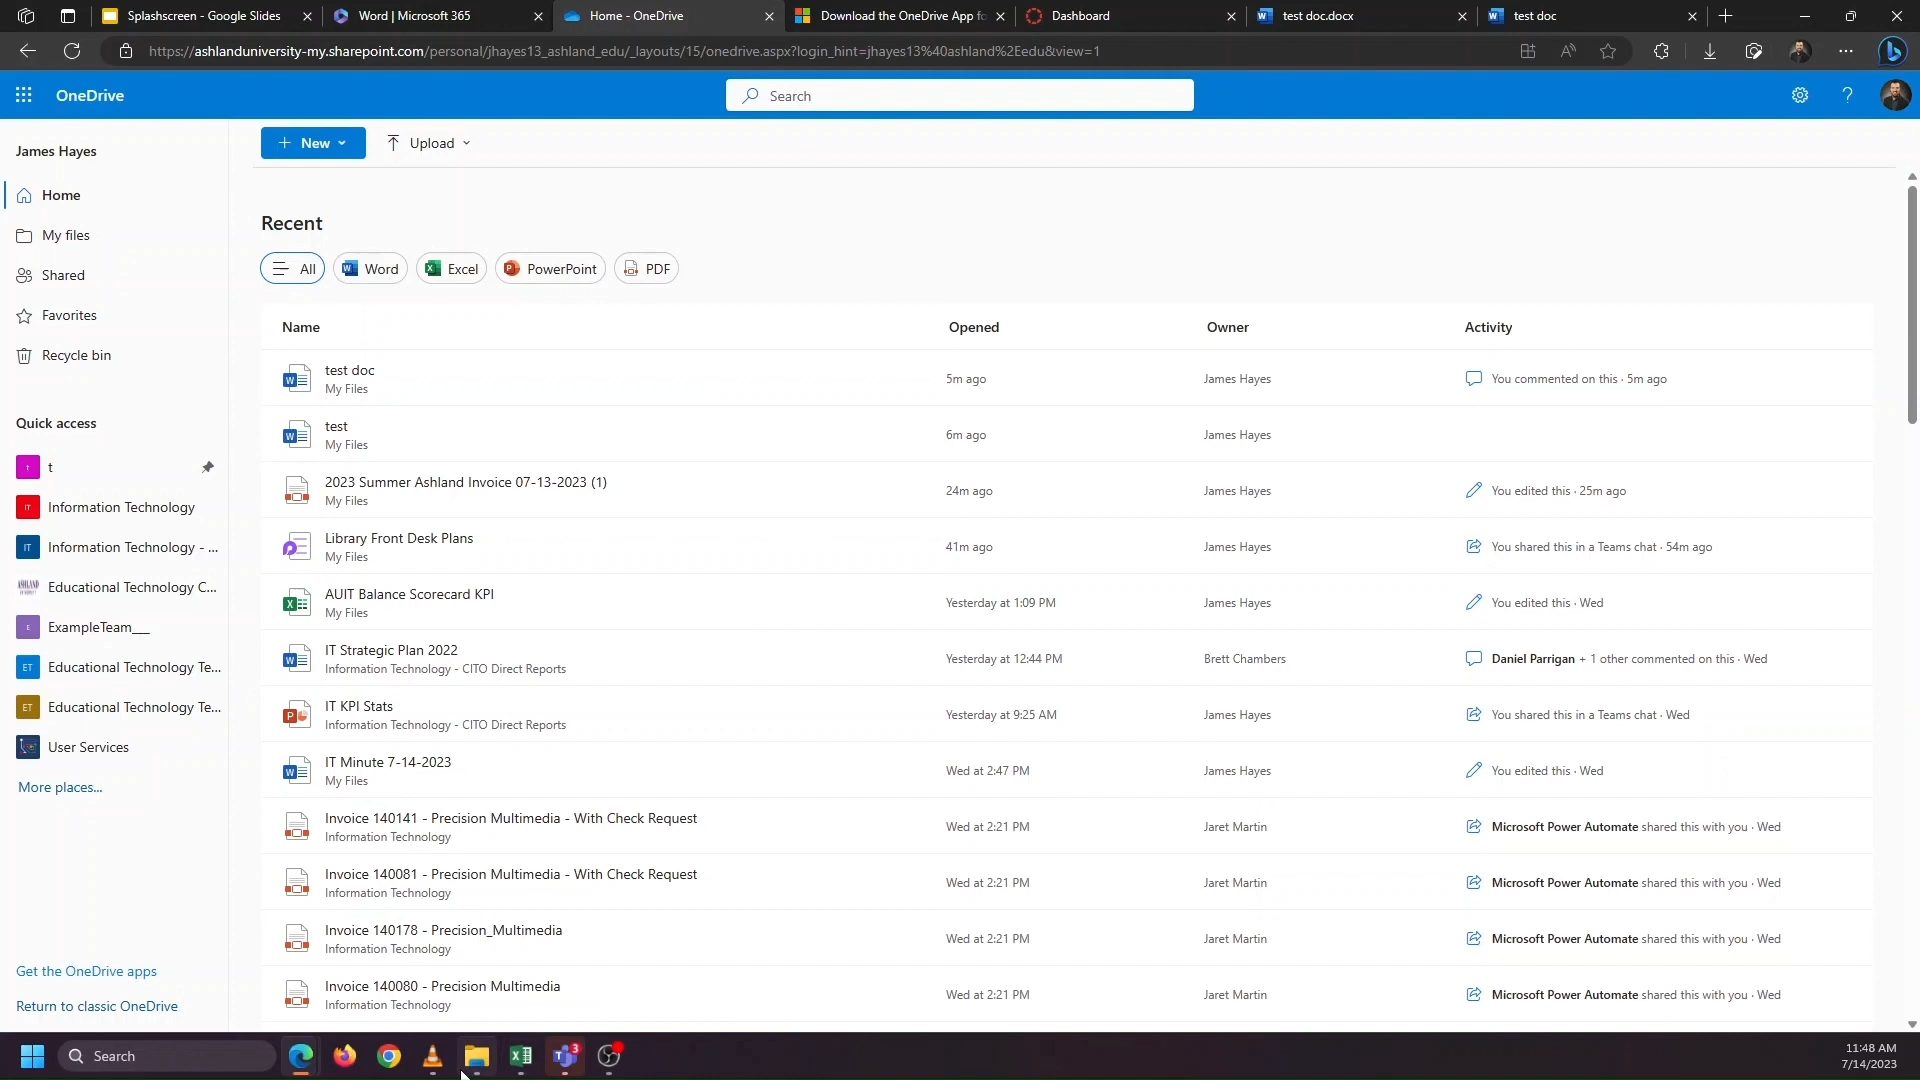 Splashscreen - Google Slides
Word | Microsoft 365
Home - OneDrive
Download the OneDrive App fo
Dashboard
test doc.docx
test doc
https://ashlanduniversity-my.sharepoint.com/personal/jhayes13_ashland_edu/_layouts/15/onedrive.aspx?login_hint=jhayes13%40ashland%2Eedu&view=1
OneDrive
Search
James Hayes
Home
My files
Shared
Favorites
Recycle bin
Quick access
t
Information Technology
Information Technology - ...
Educational Technology C...
ExampleTeam___
Educational Technology Te...
Educational Technology Te...
User Services
More places...
Get the OneDrive apps
Return to classic OneDrive
New
Upload
Recent
All
Word
Excel
PowerPoint
PDF
Name Opened Owner Activity
test doc
My Files
5m ago
James Hayes
You commented on this · 5m ago
test
My Files
6m ago
James Hayes
2023 Summer Ashland Invoice 07-13-2023 (1)
My Files
24m ago
James Hayes
You edited this · 25m ago
Library Front Desk Plans
My Files
41m ago
James Hayes
You shared this in a Teams chat · 54m ago
AUIT Balance Scorecard KPI
My Files
Yesterday at 1:09 PM
James Hayes
You edited this · Wed
IT Strategic Plan 2022
Information Technology - CITO Direct Reports
Yesterday at 12:44 PM
Brett Chambers
Daniel Parrigan + 1 other commented on this · Wed
IT KPI Stats
Information Technology - CITO Direct Reports
Yesterday at 9:25 AM
James Hayes
You shared this in a Teams chat · Wed
IT Minute 7-14-2023
My Files
Wed at 2:47 PM
James Hayes
You edited this · Wed
Invoice 140141 - Precision Multimedia - With Check Request
Information Technology
Wed at 2:21 PM
Jaret Martin
Microsoft Power Automate shared this with you · Wed
Invoice 140081 - Precision Multimedia - With Check Request
Information Technology
Wed at 2:21 PM
Jaret Martin
Microsoft Power Automate shared this with you · Wed
Invoice 140178 - Precision_Multimedia
Information Technology
Wed at 2:21 PM
Jaret Martin
Microsoft Power Automate shared this with you · Wed
Invoice 140080 - Precision Multimedia
Information Technology
Wed at 2:21 PM
Jaret Martin
Microsoft Power Automate shared this with you · Wed
Search
3
11:48 AM
7/14/2023